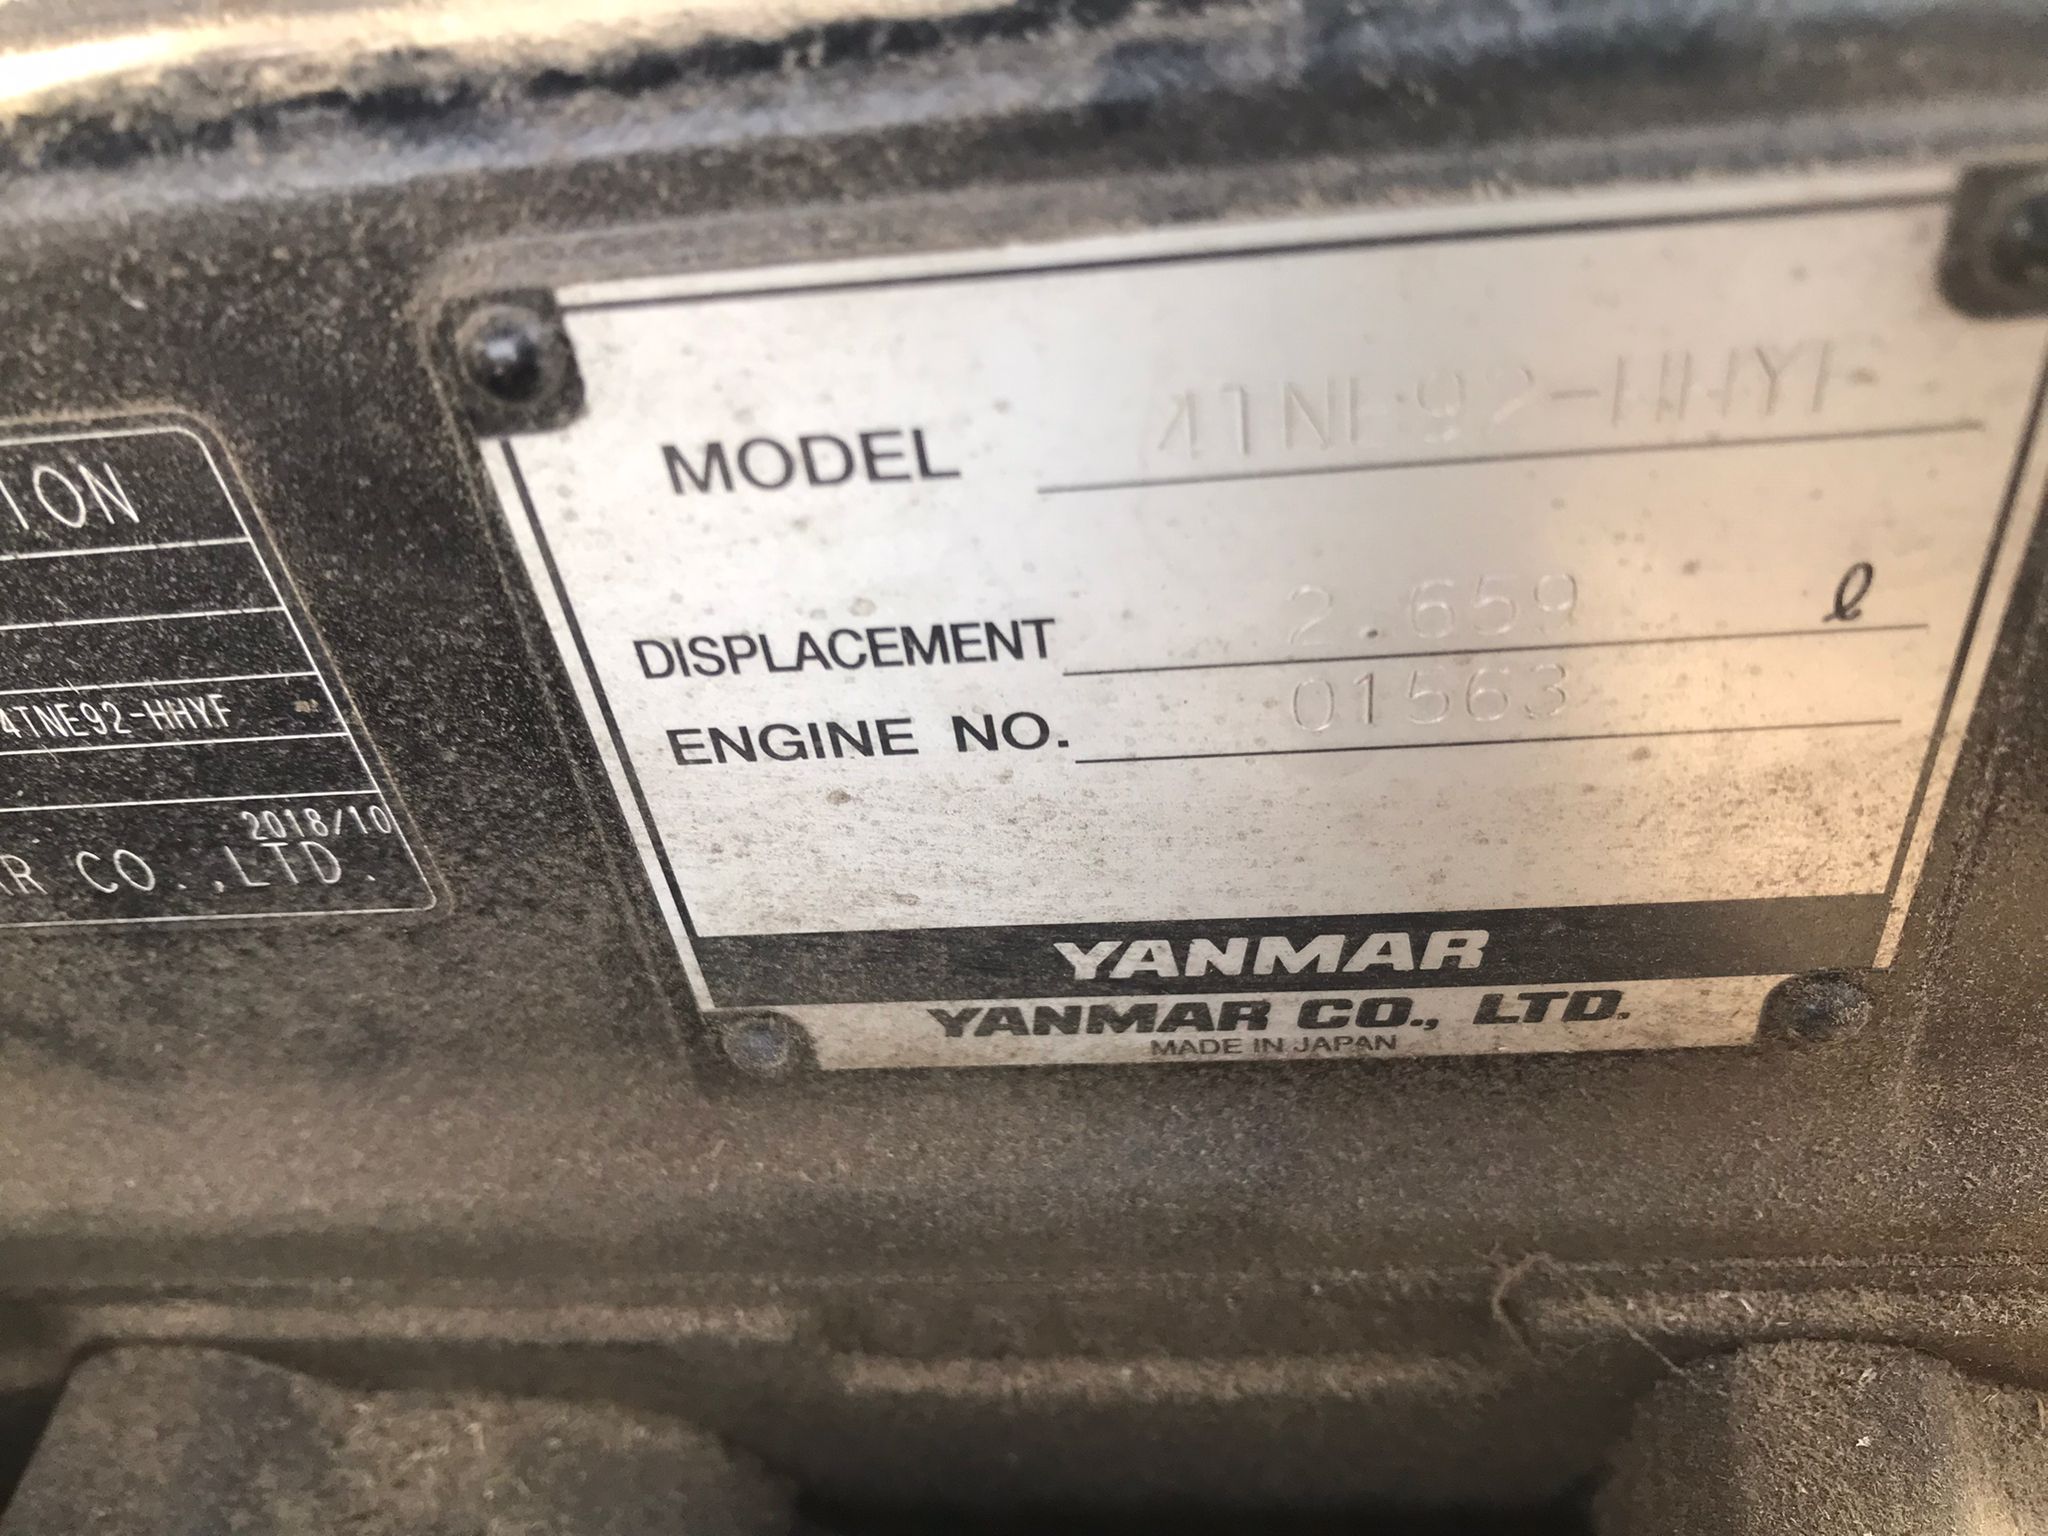 MODEL 4TNE92-HHYF
DISPLACEMENT 2.659 ℓ
ENGINE NO. 01563
YANMAR
YANMAR CO., LTD.
MADE IN JAPAN
ION
4TNE92-HHYF
2018/10
AR CO.,LTD.